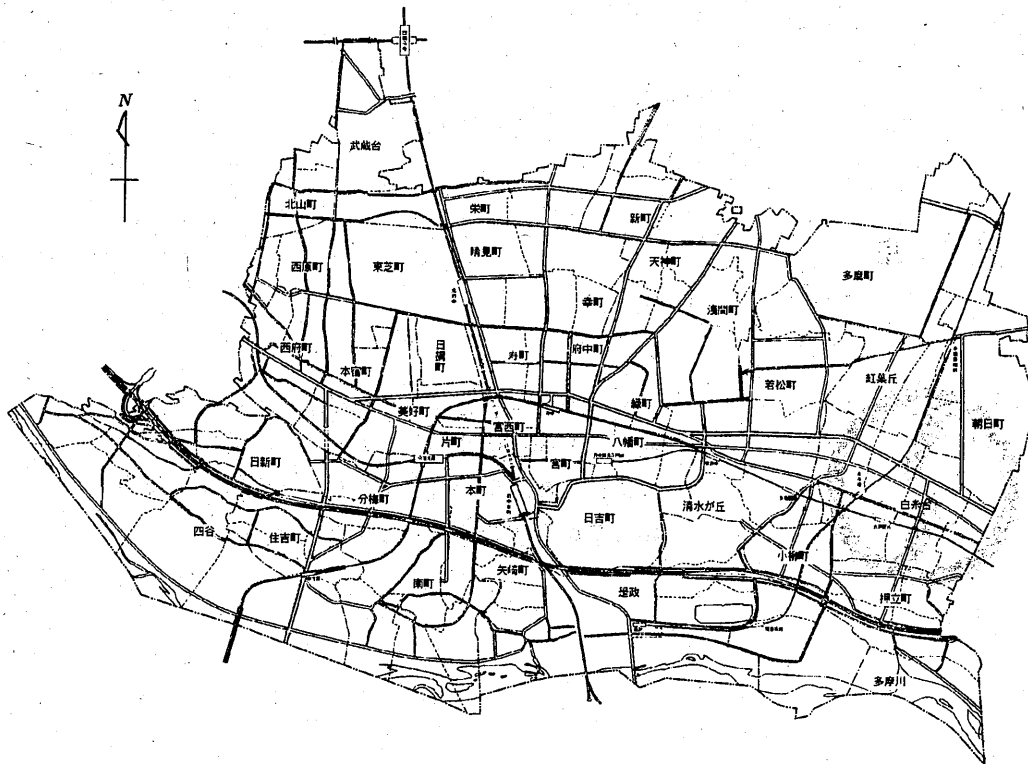 N
武蔵台
北山町
栄町
新町
西原町
東芝町
晴見町
天神町
多磨町
幸町
浅間町
西府町
本宿町
日鋼町
寿町
府中町
若松町
紅葉丘
美好町
緑町
朝日町
宮西町
片町
八幡町
日新町
宮町
分梅町
本町
日吉町
清水が丘
白糸台
四谷
住吉町
小柳町
南町
矢崎町
是政
押立町
多摩川